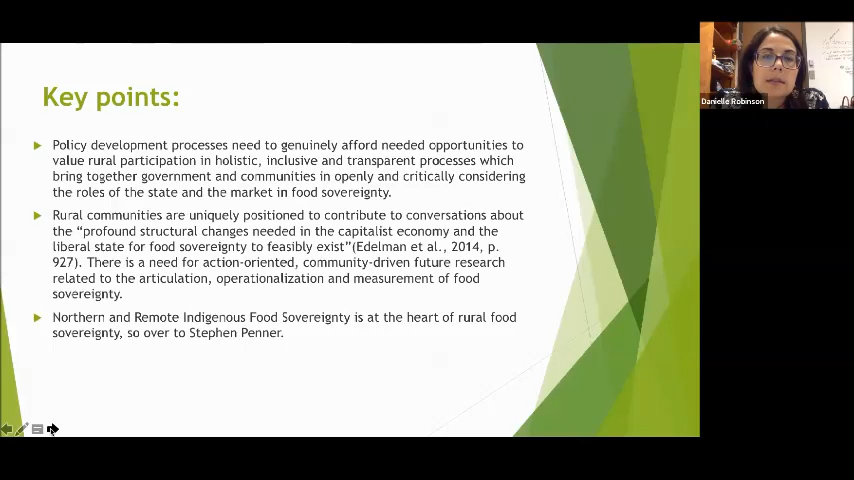 Key points:
Policy development processes need to genuinely afford needed opportunities to
value rural participation in holistic, inclusive and transparent processes which
bring together government and communities in openly and critically considering
the roles of the state and the market in food sovereignty.
Rural communities are uniquely positioned to contribute to conversations about
the “profound structural changes needed in the capitalist economy and the
liberal state for food sovereignty to feasibly exist”(Edelman et al., 2014, p.
927). There is a need for action-oriented, community-driven future research
related to the articulation, operationalization and measurement of food
sovereignty.
Northern and Remote Indigenous Food Sovereignty is at the heart of rural food
sovereignty, so over to Stephen Penner.
Danielle Robinson